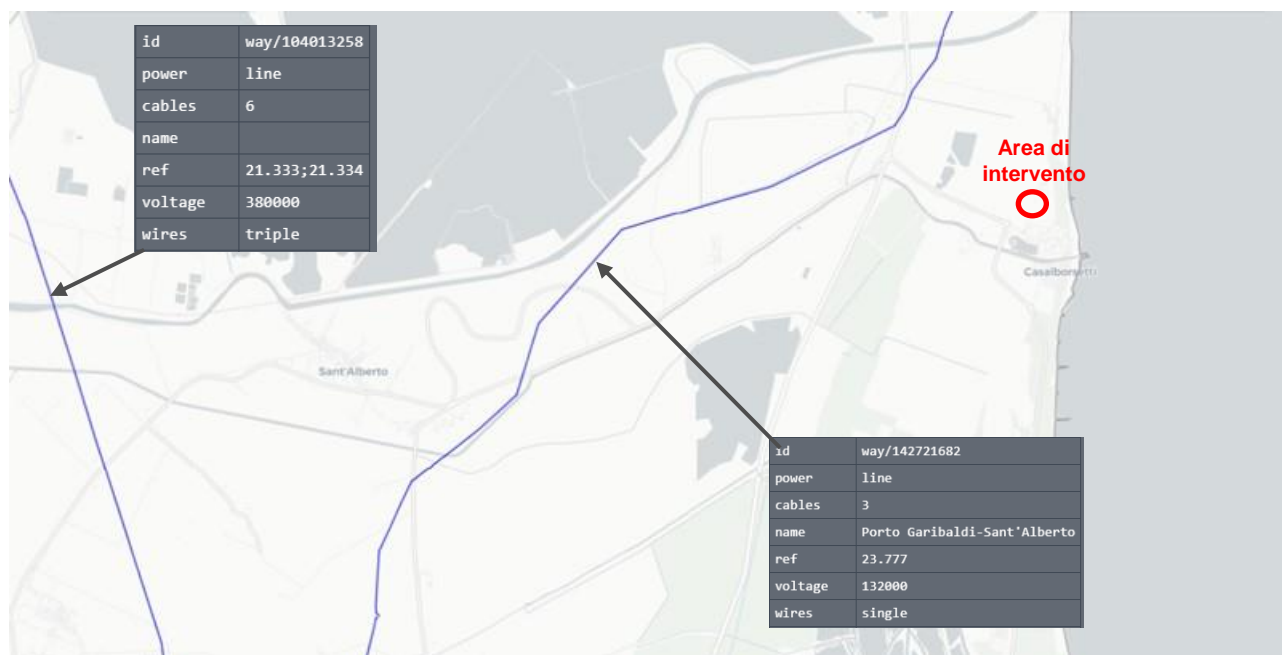 id way/104013258
power line
cables 6
name
ref 21.333;21.334
voltage 380000
wires triple
Area di
intervento
Casalborsetti
Sant'Alberto
id way/142721682
power line
cables 3
name Porto Garibaldi-Sant'Alberto
ref 23.777
voltage 132000
wires single